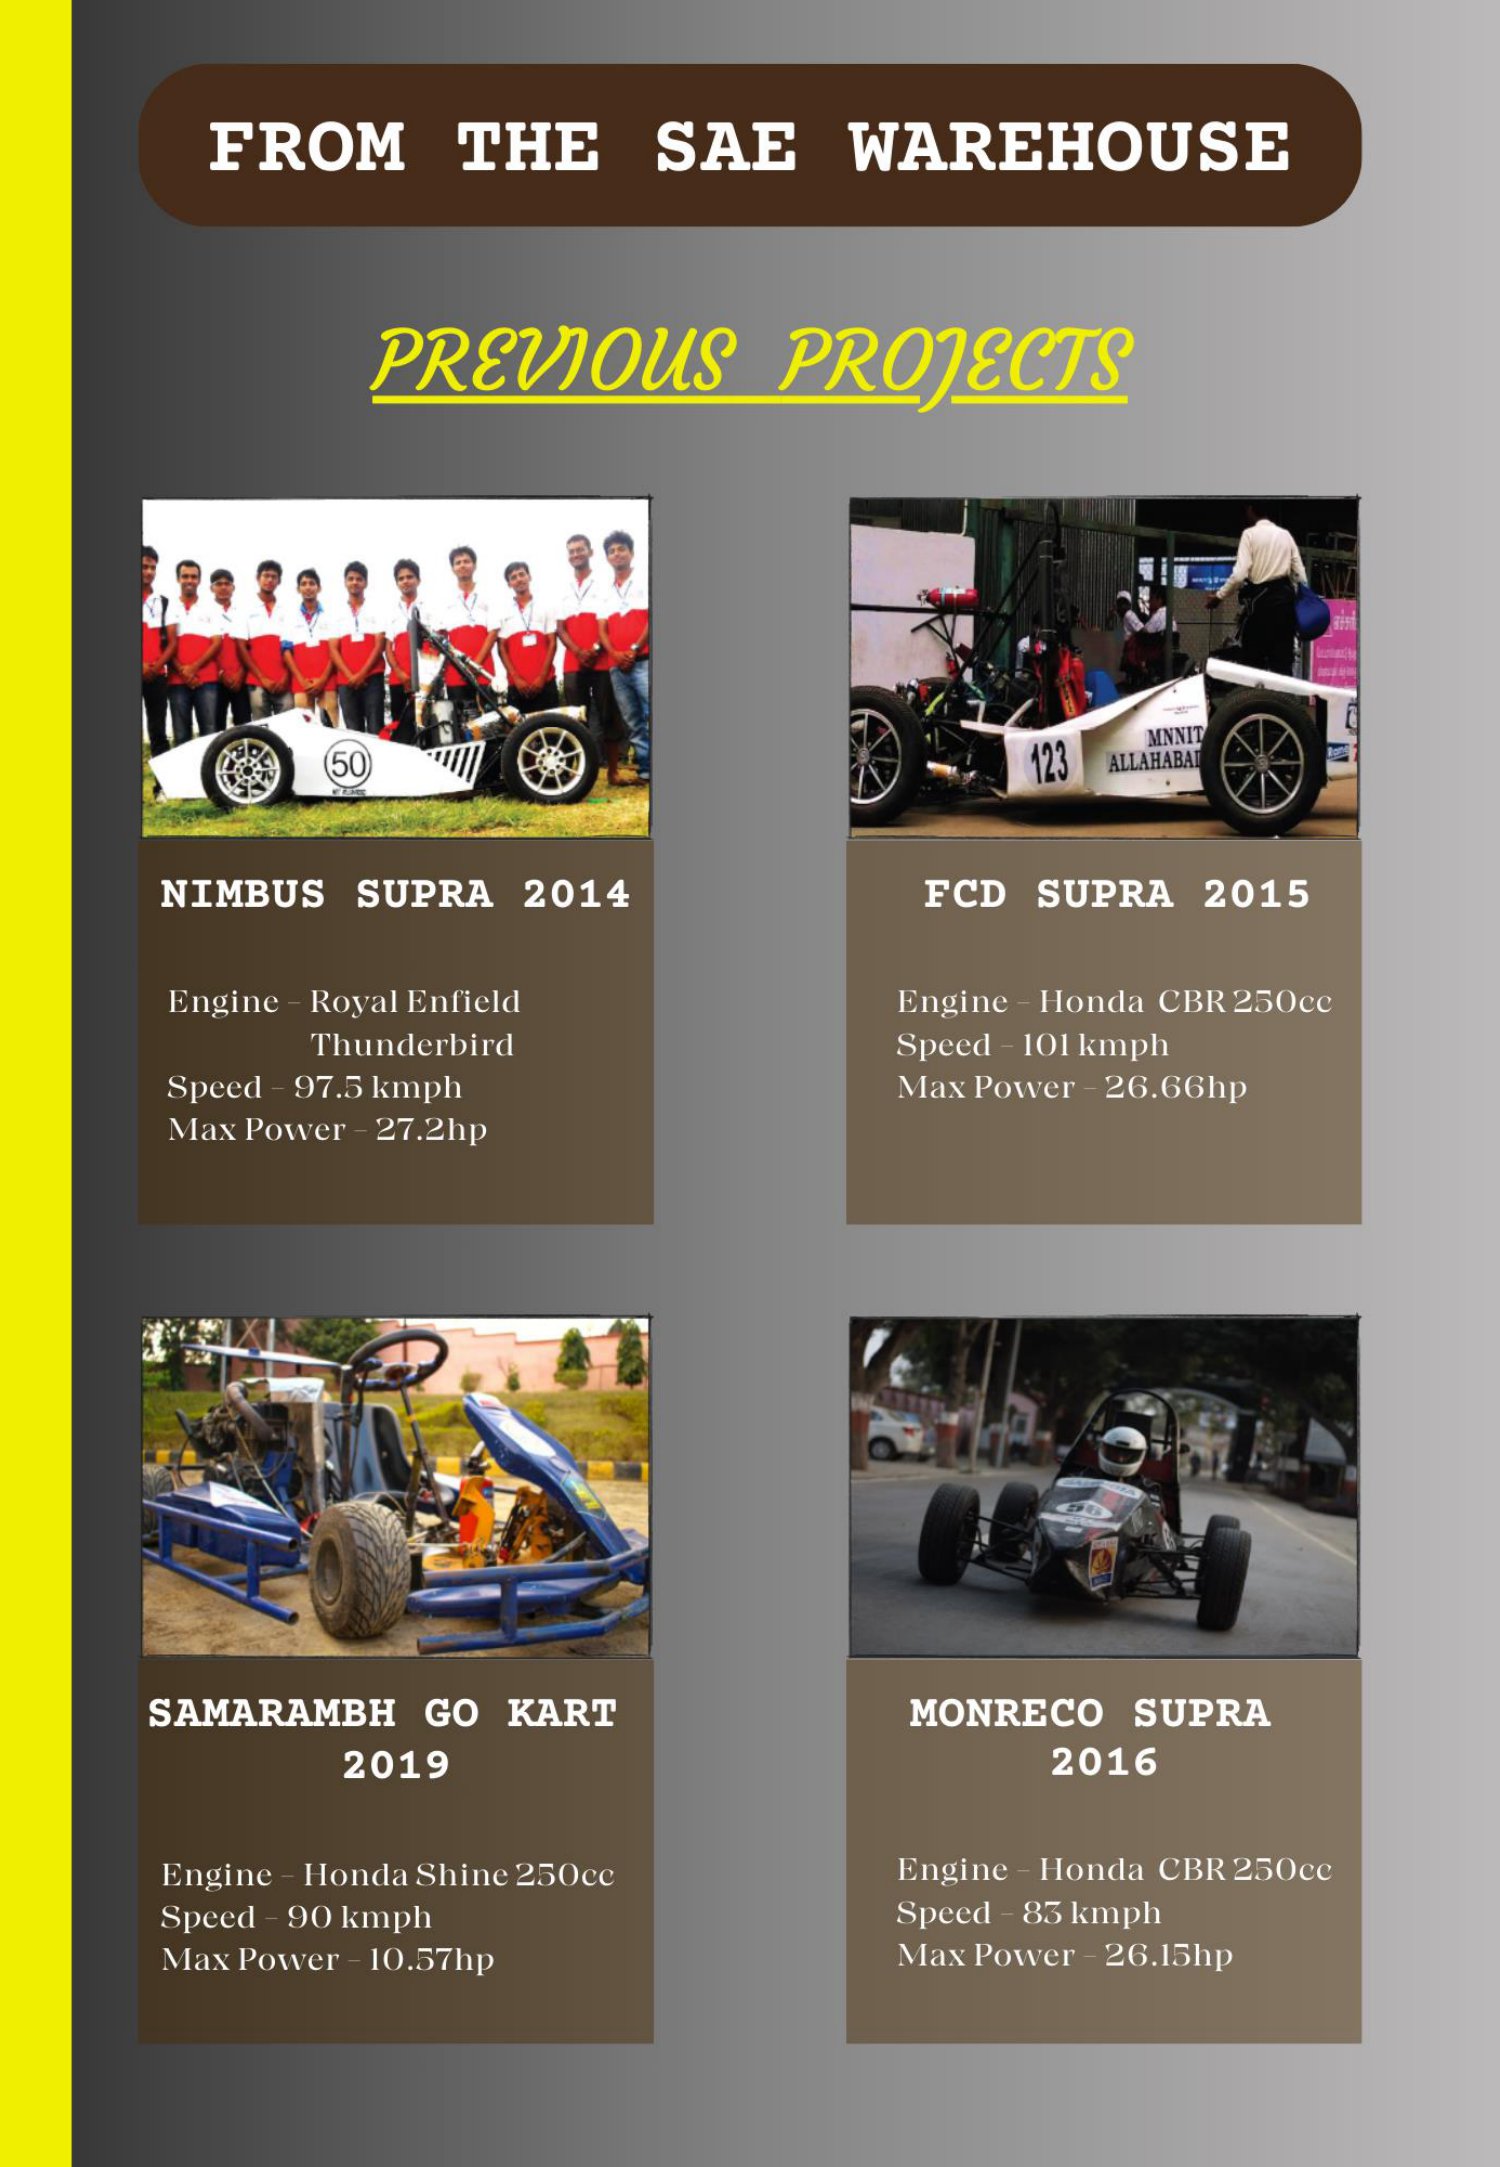 FROM THE SAE WAREHOUSE
PREVIOUS PROJECTS
50
123
MNNIT
ALLAHABAD
NIMBUS SUPRA 2014
Engine - Royal Enfield
Thunderbird
Speed - 97.5 kmph
Max Power - 27.2hp
FCD SUPRA 2015
Engine - Honda CBR 250cc
Speed - 101 kmph
Max Power - 26.66hp
56
SAMARAMBH GO KART
2019
Engine - Honda Shine 250cc
Speed - 90 kmph
Max Power - 10.57hp
MONRECO SUPRA
2016
Engine - Honda CBR 250cc
Speed - 83 kmph
Max Power - 26.15hp